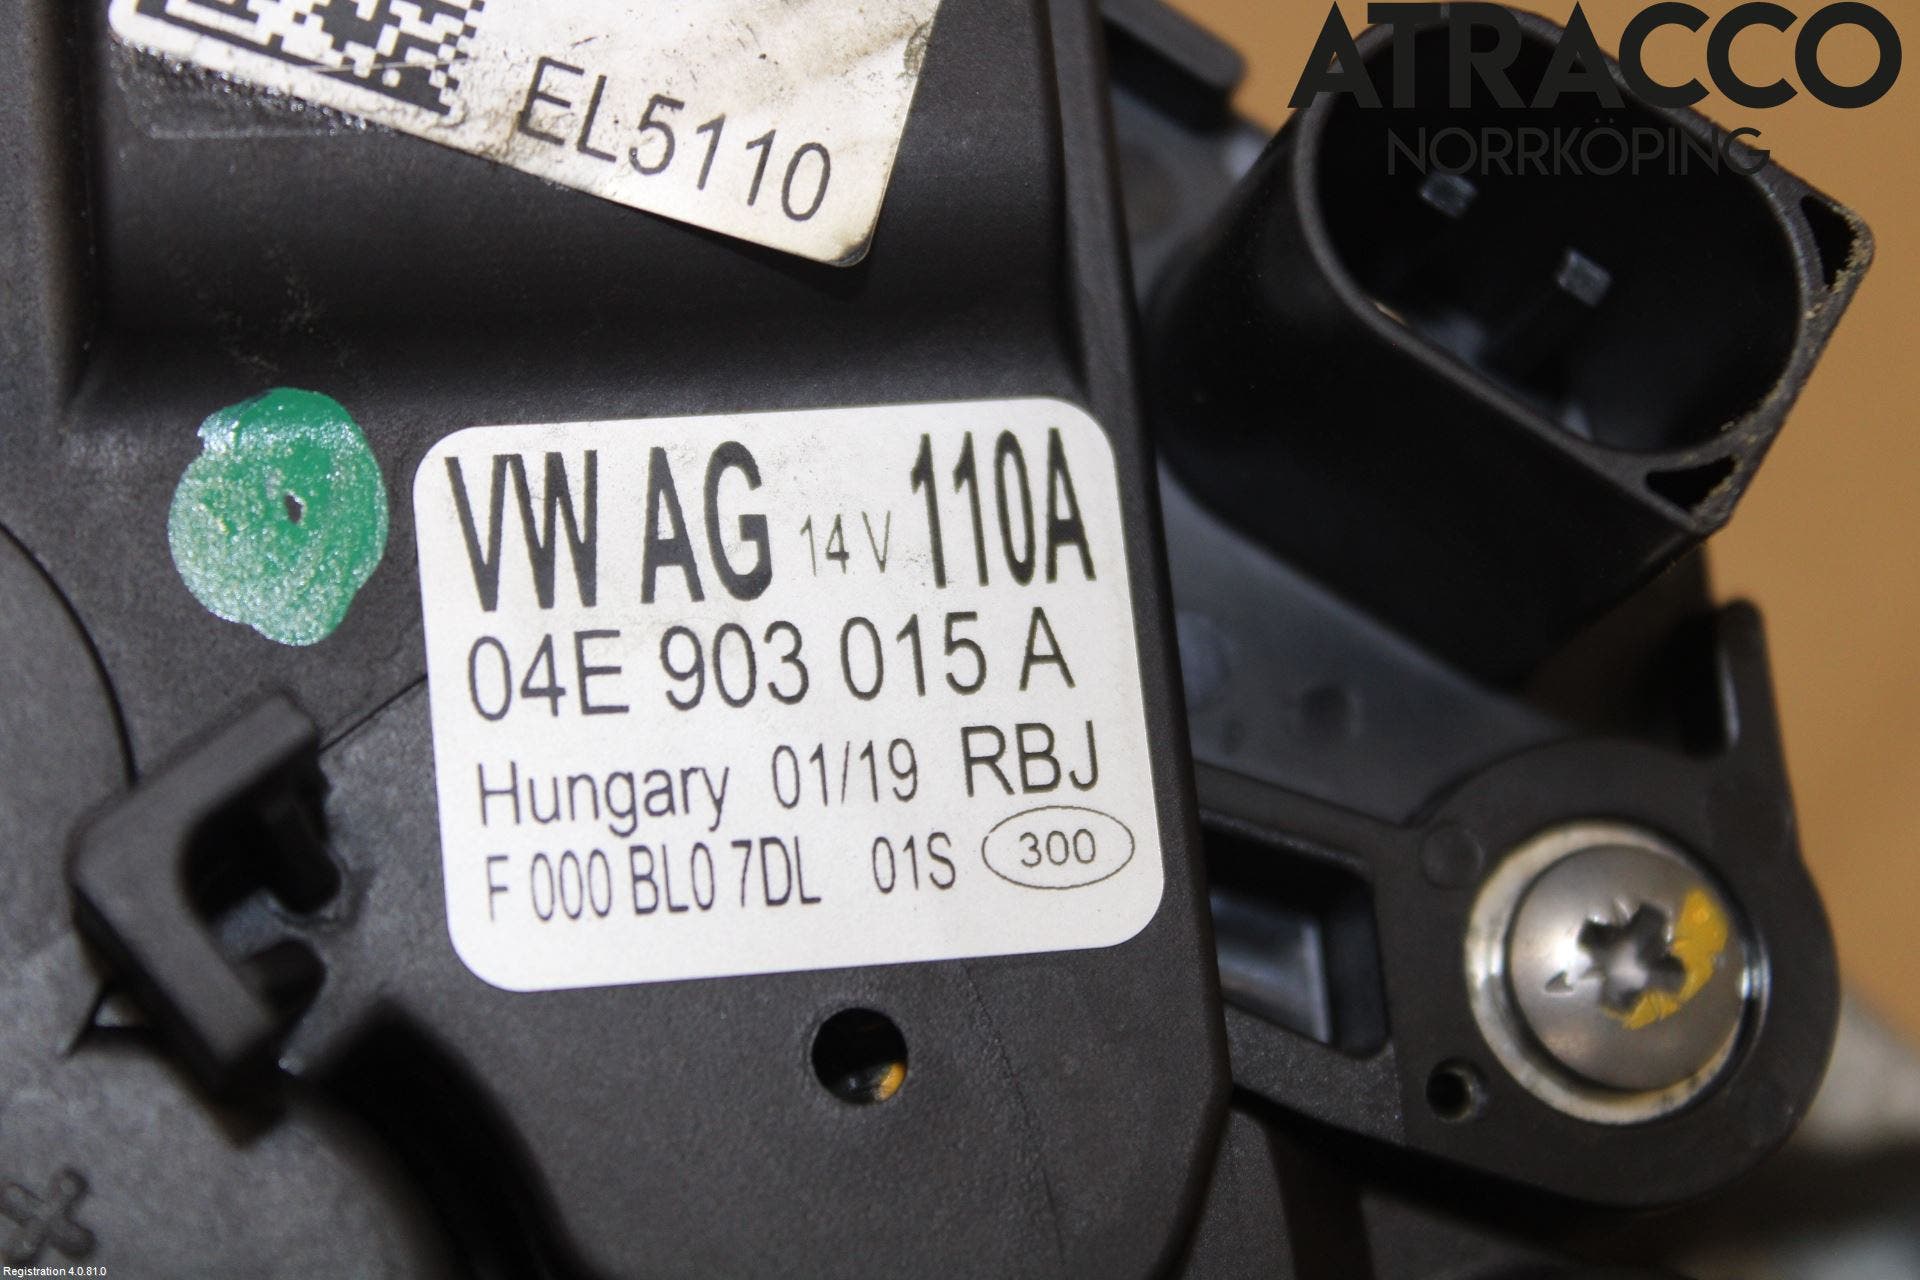 ATRACCO
NORRKÖPING
EL5110
VW AG 14V 110A
04E 903 015 A
Hungary 01/19 RBJ
F 000 BL0 7DL 01S 300
Registration 4.0.81.0